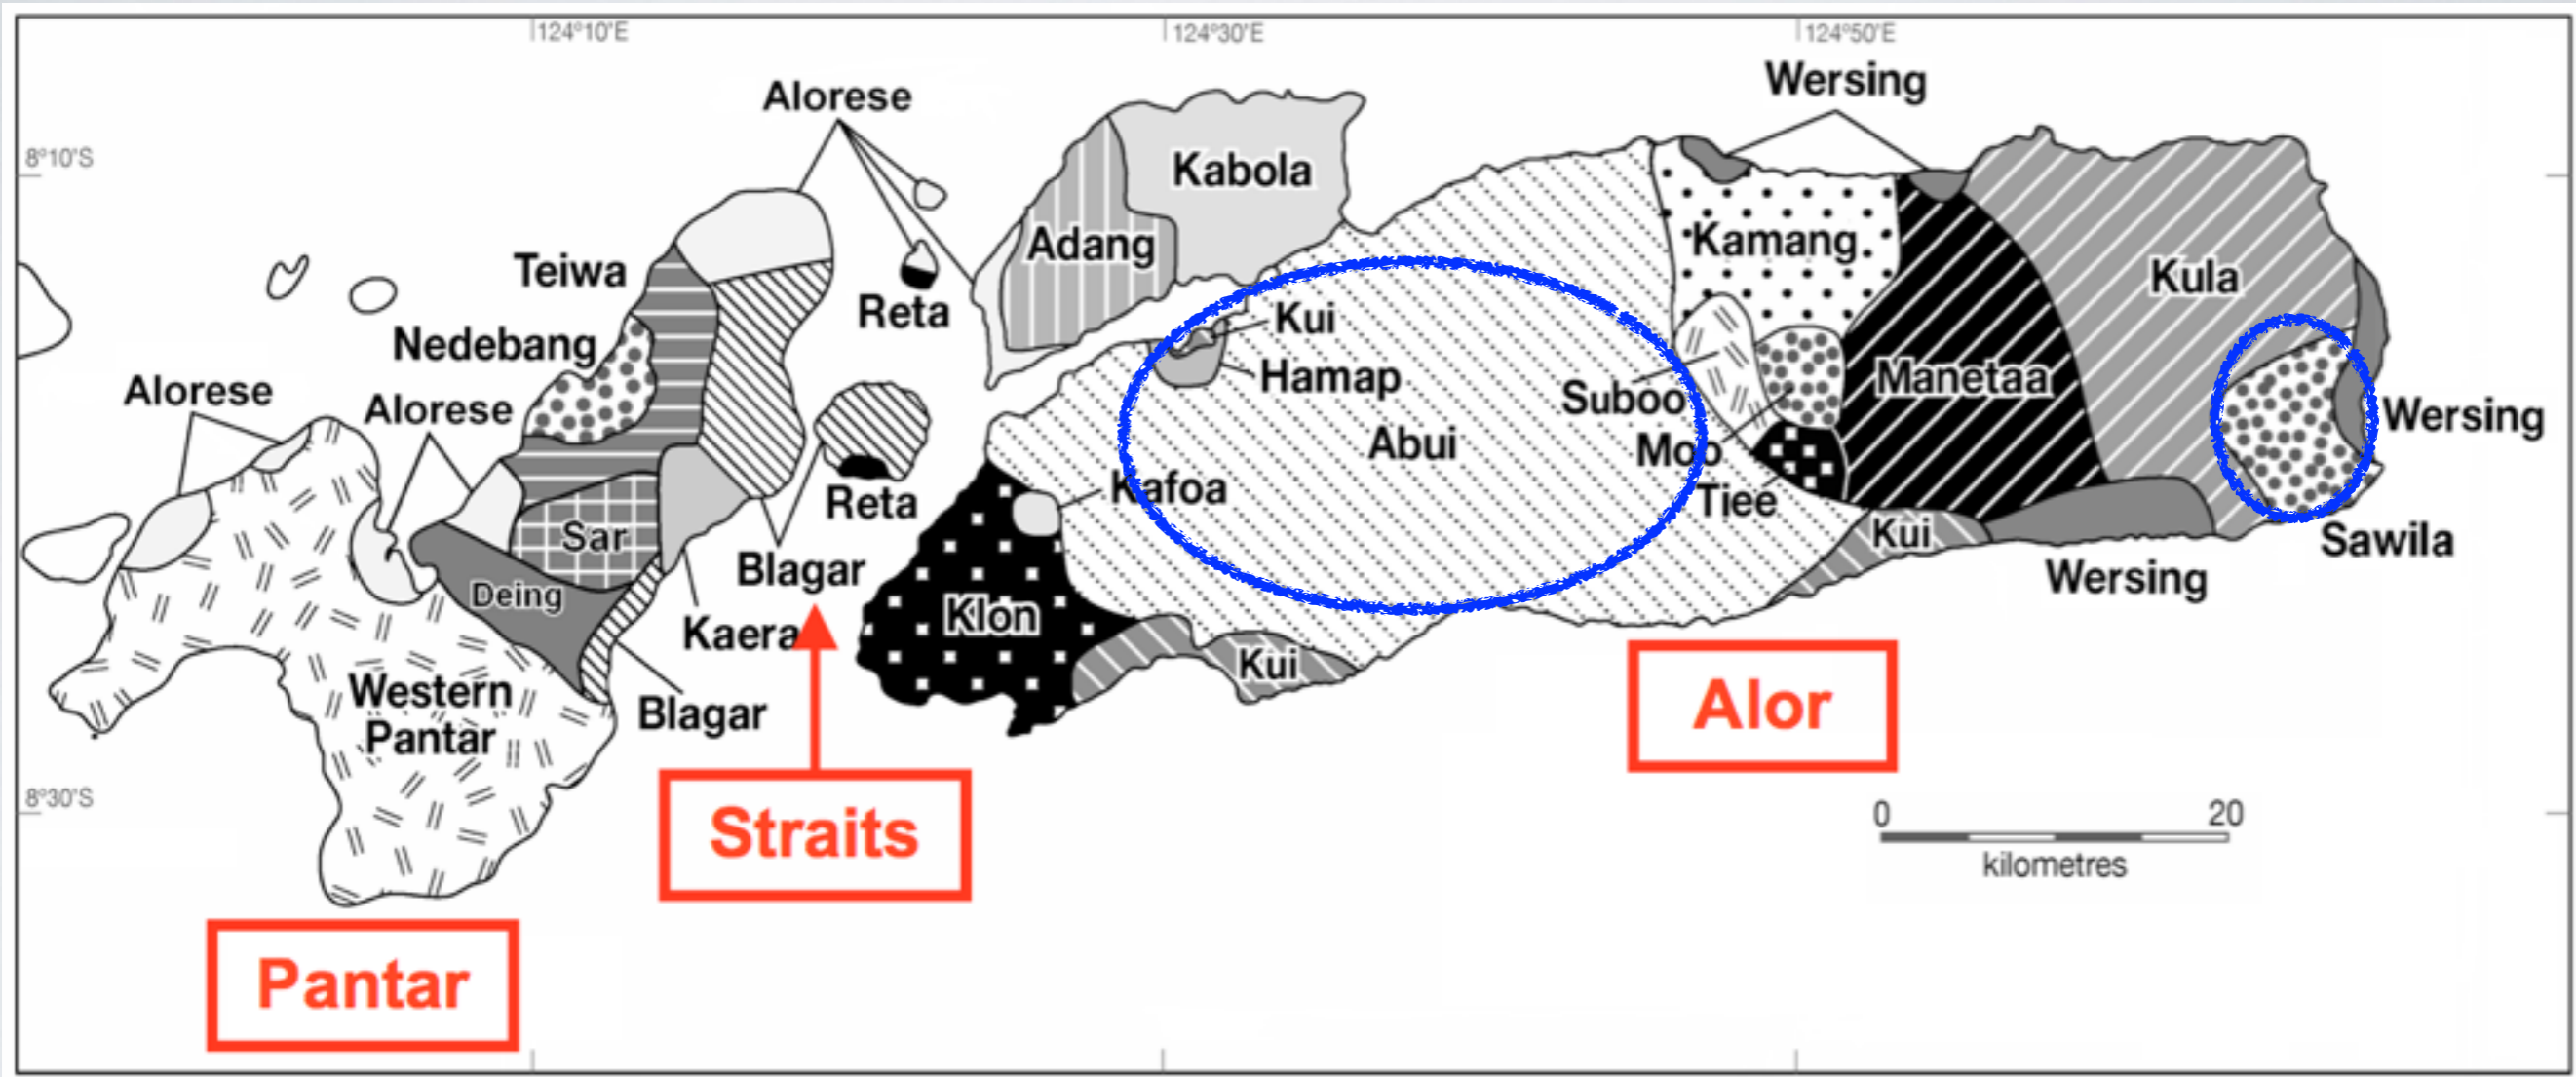 124°10'E
124°30'E
124°50'E
8°10'S
8°30'S
Alorese
Wersing
Kabola
Adang
Teiwa
Nedebang
Reta
Kamang
Kula
Kui
Hamap
Alorese
Alorese
Suboo
Manetaa
Abui
Moo
Wersing
Kafoa
Tiee
Reta
Sar
Kui
Sawila
Blagar
Deing
Wersing
Klon
Kaera
Kui
Western
Pantar
Blagar
Alor
Straits
0 20
kilometres
Pantar